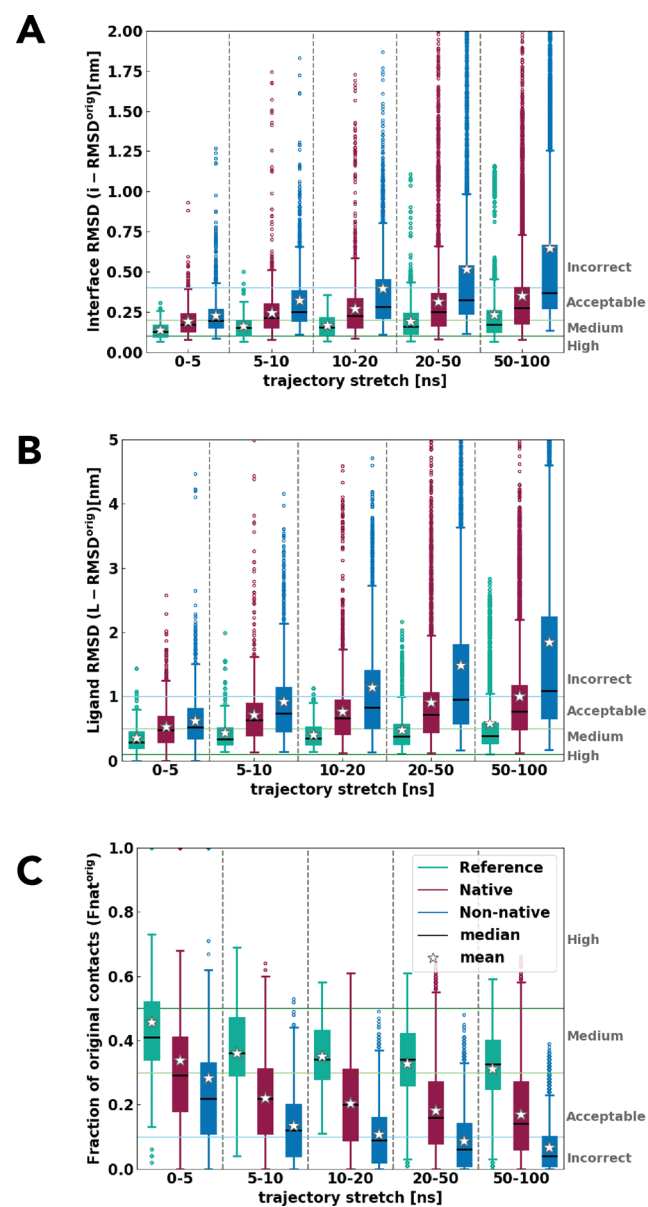 A
Interface RMSD (i − RMSD^orig)[nm]
2.00
1.75
1.50
1.25
1.00
0.75
0.50
0.25
0.00
Incorrect
Acceptable
Medium
High
0-5 5-10 10-20 20-50 50-100
trajectory stretch [ns]
B
Ligand RMSD (L − RMSD^orig)[nm]
5
4
3
2
1
0
Incorrect
Acceptable
Medium
High
0-5 5-10 10-20 20-50 50-100
trajectory stretch [ns]
C
Fraction of original contacts (Fnat^orig)
1.0
0.8
0.6
0.4
0.2
0.0
Reference
Native
Non-native
median
mean
High
Medium
Acceptable
Incorrect
0-5 5-10 10-20 20-50 50-100
trajectory stretch [ns]